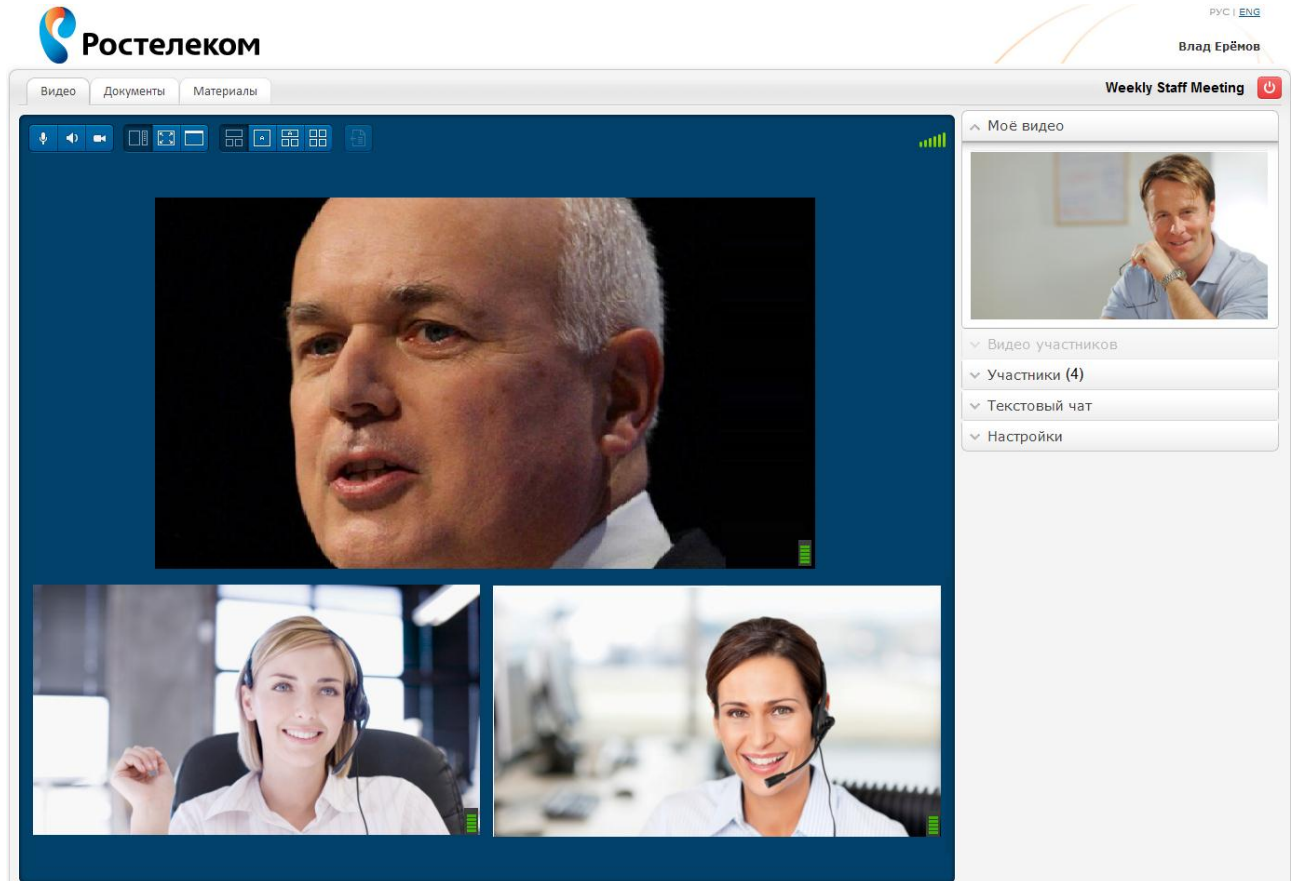 РУС | ENG
Ростелеком
Влад Ерёмов
Видео
Документы
Материалы
Weekly Staff Meeting
Моё видео
Видео участников
Участники (4)
Текстовый чат
Настройки